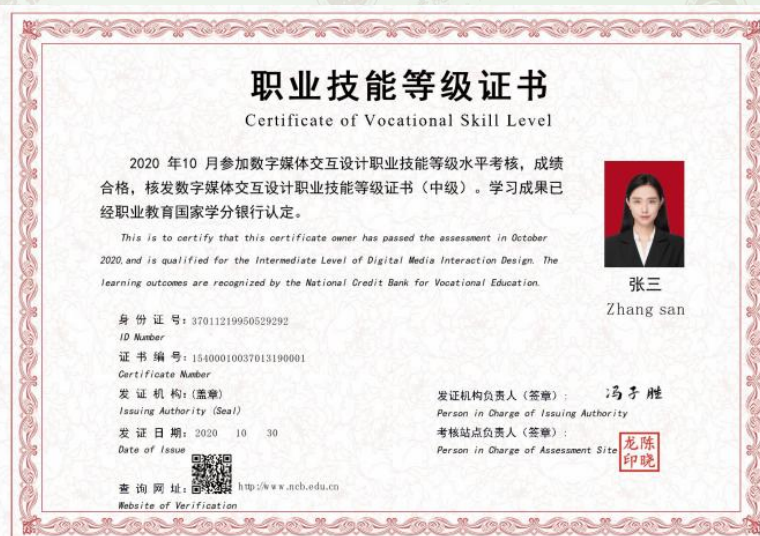 职业技能等级证书
Certificate of Vocational Skill Level
2020 年10 月参加数字媒体交互设计职业技能等级水平考核，成绩
合格，核发数字媒体交互设计职业技能等级证书（中级）。学习成果已
经职业教育国家学分银行认定。
This is to certify that this certificate owner has passed the assessment in October
2020,and is qualified for the Intermediate Level of Digital Media Interaction Design. The
learning outcomes are recognized by the National Credit Bank for Vocational Education.
张三
Zhang san
身 份 证 号：37011219950529292
ID Number
证 书 编 号：15400010037013190001
Certificate Number
发 证 机 构：(盖章)
Issuing Authority (Seal)
发证机构负责人（签章）： 冯子胜
Person in Charge of Issuing Authority
发 证 日 期： 2020 10 30
Date of Issue
考核站点负责人（签章）：
Person in Charge of Assessment Site
陈晓龙印
查 询 网 址： http://www.ncb.edu.cn
Website of Verification